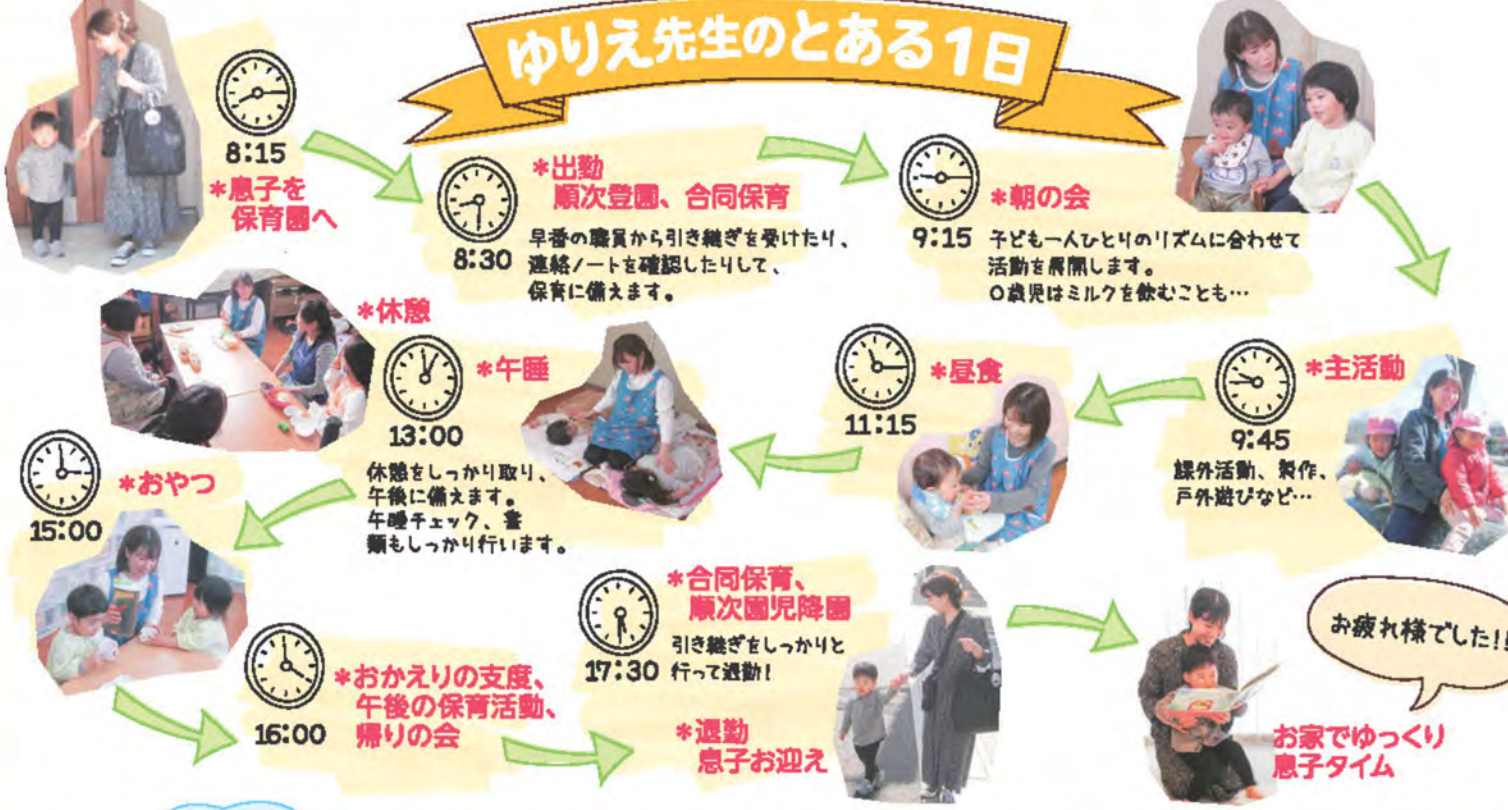 ゆりえ先生のとある1日
8:15
*息子を
保育園へ
8:30
*出勤
順次登園、合同保育
早番の職員から引き継ぎを受けたり、
連絡ノートを確認したりして、
保育に備えます。
9:15
*朝の会
子ども一人ひとりのリズムに合わせて
活動を展開します。
0歳児はミルクを飲むことも…
9:45
*主活動
課外活動、製作、
戸外遊びなど…
11:15
*昼食
13:00
*午睡
*休憩
休憩をしっかり取り、
午後に備えます。
午睡チェック、書
類もしっかり行います。
15:00
*おやつ
16:00
*おかえりの支度、
午後の保育活動、
帰りの会
17:30
*合同保育、
順次園児降園
引き継ぎをしっかりと
行って退勤!
*退勤
息子お迎え
お疲れ様でした!!
お家でゆっくり
息子タイム